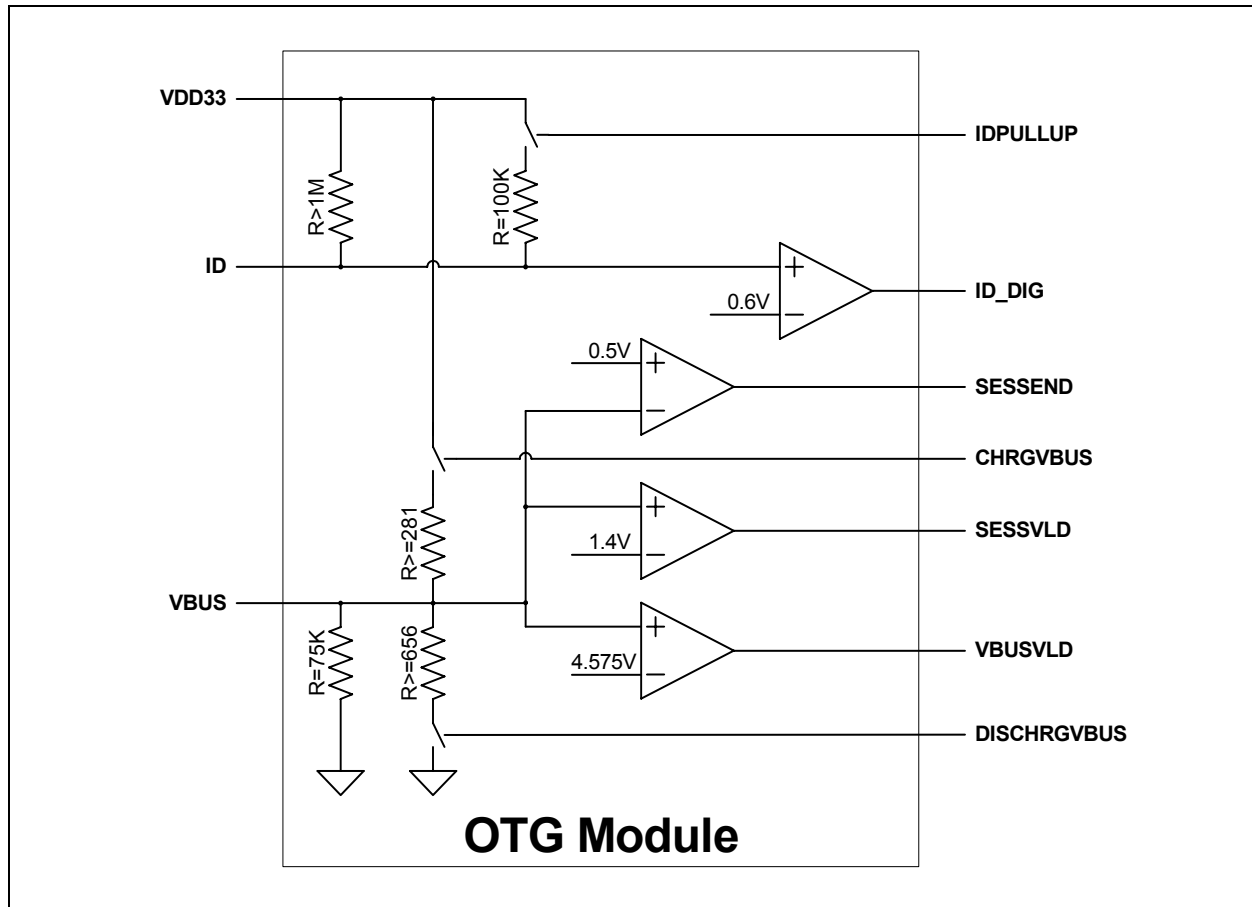 VDD33
IDPULLUP
R>1M
R=100K
ID
ID_DIG
0.6V
0.5V
SESSEND
CHRGVBUS
R>=281
SESSVLD
1.4V
VBUS
R=75K
R>=656
VBUSVLD
4.575V
DISCHRGVBUS
OTG Module